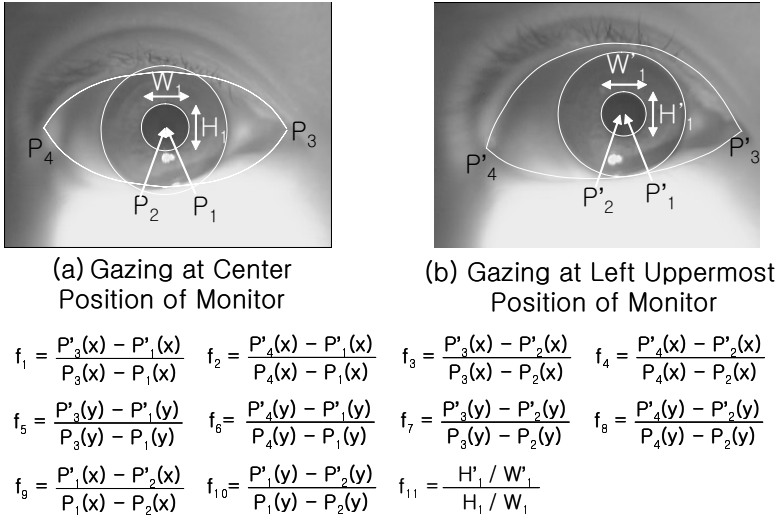 W₁
H₁
P₃
P₄
P₂
P₁
W'₁
H'₁
P'₃
P'₄
P'₂
P'₁
(a) Gazing at Center
Position of Monitor
(b) Gazing at Left Uppermost
Position of Monitor
f₁ = P'₃(x) − P'₁(x) / P₃(x) − P₁(x) f₂ = P'₄(x) − P'₁(x) / P₄(x) − P₁(x) f₃ = P'₃(x) − P'₂(x) / P₃(x) − P₂(x) f₄ = P'₄(x) − P'₂(x) / P₄(x) − P₂(x)
f₅ = P'₃(y) − P'₁(y) / P₃(y) − P₁(y) f₆= P'₄(y) − P'₁(y) / P₄(y) − P₁(y) f₇ = P'₃(y) − P'₂(y) / P₃(y) − P₂(y) f₈ = P'₄(y) − P'₂(y) / P₄(y) − P₂(y)
f₉ = P'₁(x) − P'₂(x) / P₁(x) − P₂(x) f₁₀= P'₁(y) − P'₂(y) / P₁(y) − P₂(y) f₁₁ = H'₁ / W'₁ / H₁ / W₁